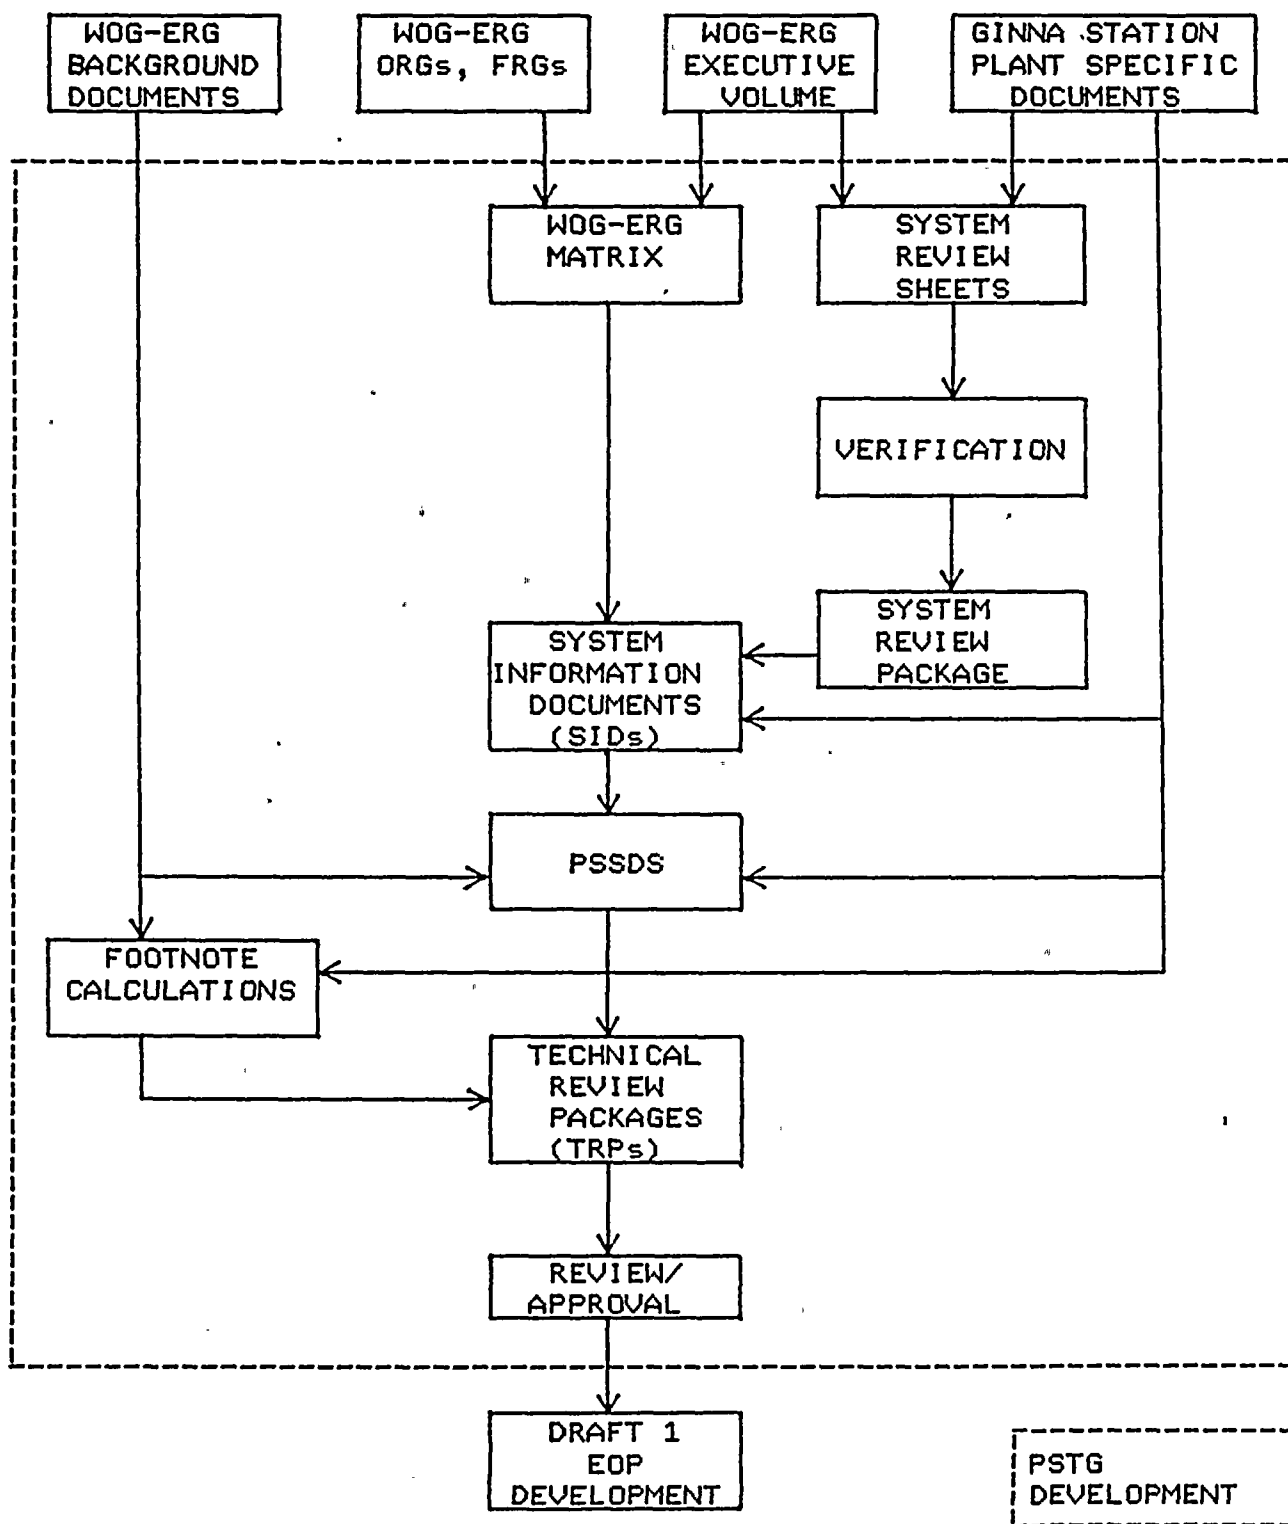 WOG-ERG
BACKGROUND
DOCUMENTS
WOG-ERG
ORGs, FRGs
WOG-ERG
EXECUTIVE
VOLUME
GINNA STATION
PLANT SPECIFIC
DOCUMENTS
WOG-ERG
MATRIX
SYSTEM
REVIEW
SHEETS
VERIFICATION
SYSTEM
REVIEW
PACKAGE
SYSTEM
INFORMATION
DOCUMENTS
(SIDs)
PSSDS
FOOTNOTE
CALCULATIONS
TECHNICAL
REVIEW
PACKAGES
(TRPs)
REVIEW/
APPROVAL
DRAFT 1
EOP
DEVELOPMENT
PSTG
DEVELOPMENT